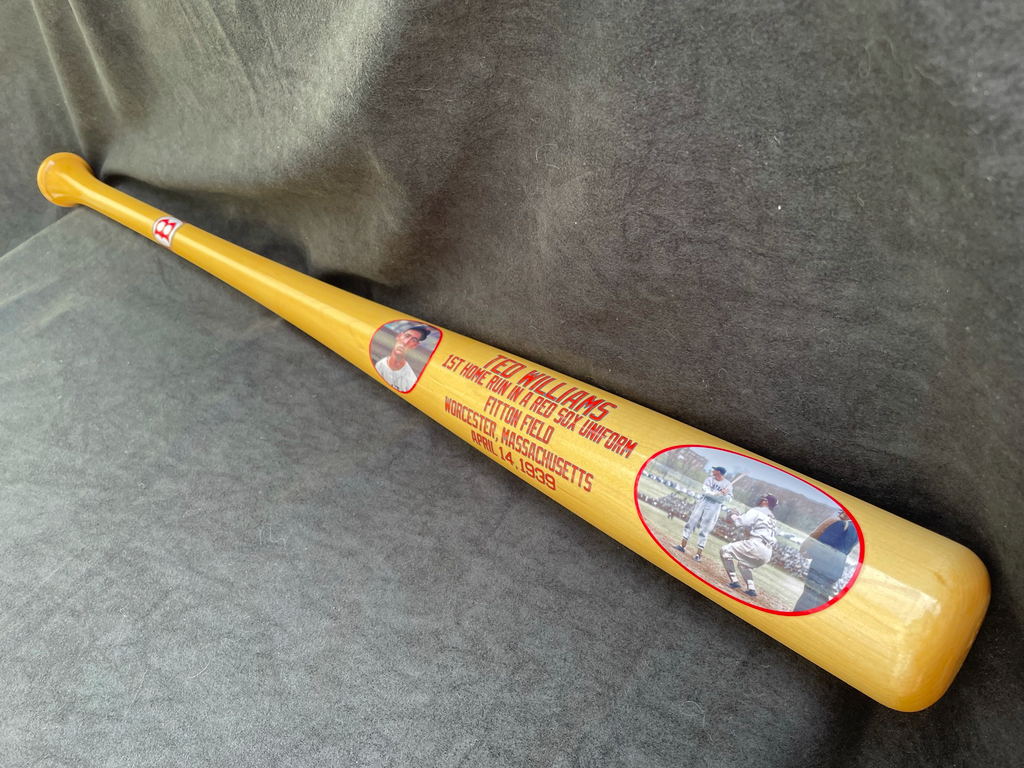 B
TED WILLIAMS
1ST HOME RUN IN A RED SOX UNIFORM
FITTON FIELD
WORCESTER, MASSACHUSETTS
APRIL 14, 1939